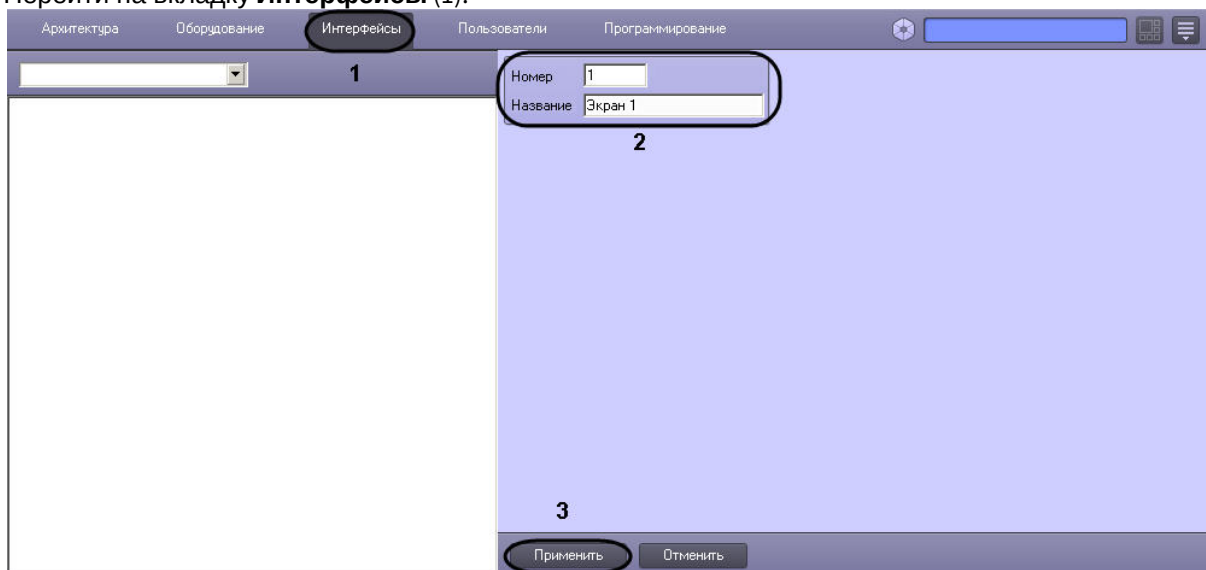 Перейти на вкладку Интерфейсы (1).
Архитектура Оборудование Интерфейсы Пользователи Программирование
1
Номер 1
Название Экран 1
2
3
Применить Отменить